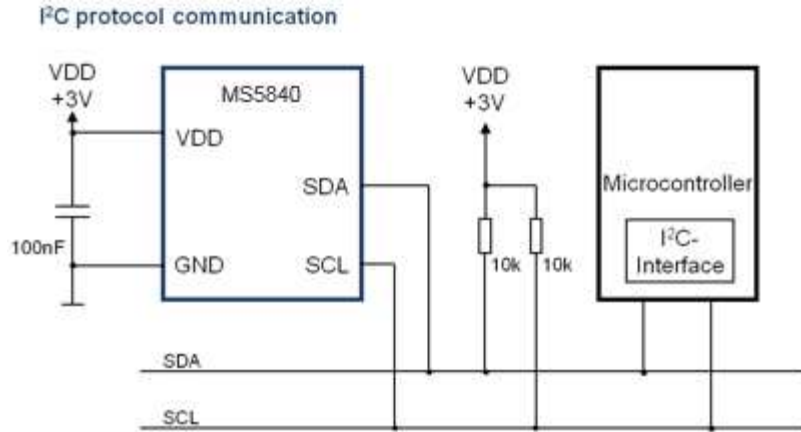 I²C protocol communication
VDD
+3V
MS5840
VDD
SDA
100nF
GND
SCL
VDD
+3V
10k
10k
Microcontroller
I²C-
Interface
SDA
SCL